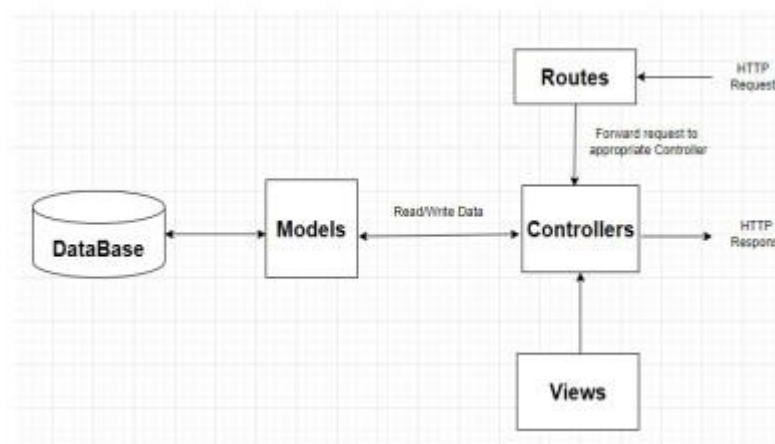 HTTP
Request
Routes
Forward request to
appropriate Controller
DataBase
Models
Read/Write Data
Controllers
HTTP
Respons
Views